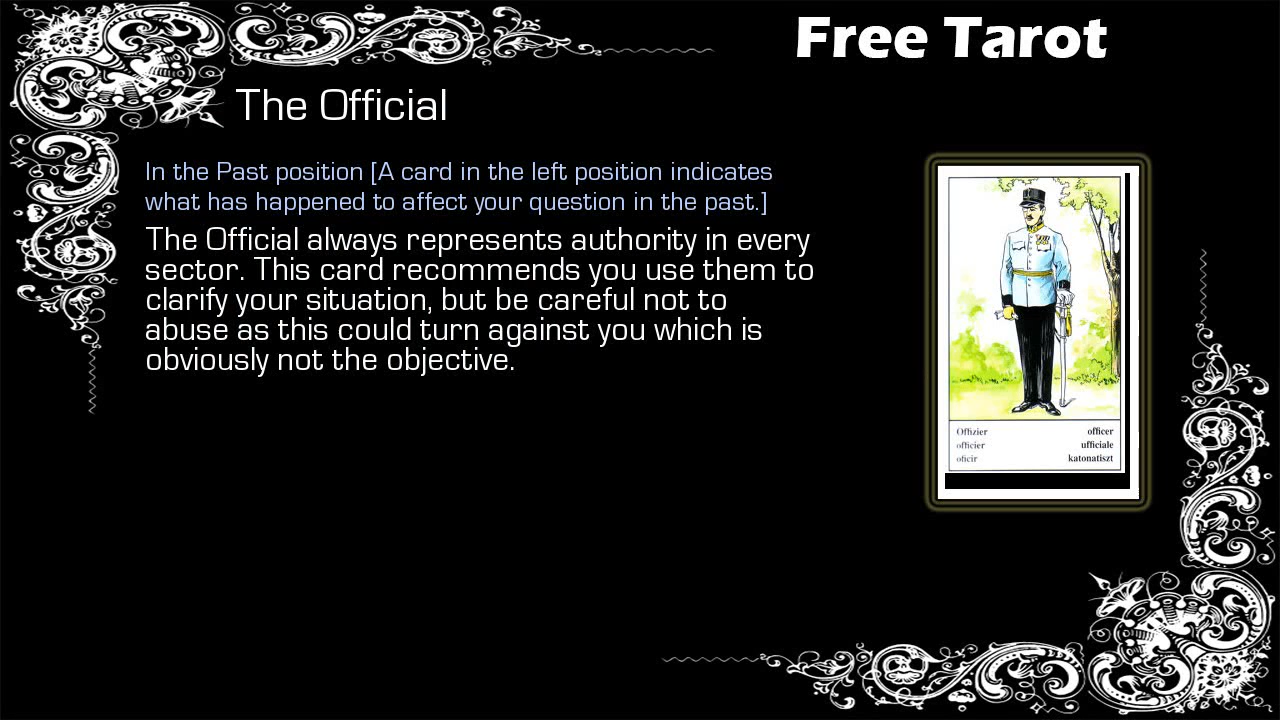 Free Tarot
The Official
In the Past position [A card in the left position indicates
what has happened to affect your question in the past.]
The Official always represents authority in every
sector. This card recommends you use them to
clarify your situation, but be careful not to
abuse as this could turn against you which is
obviously not the objective.
Offizier officer
officier ufficiale
oficir katonatiszt